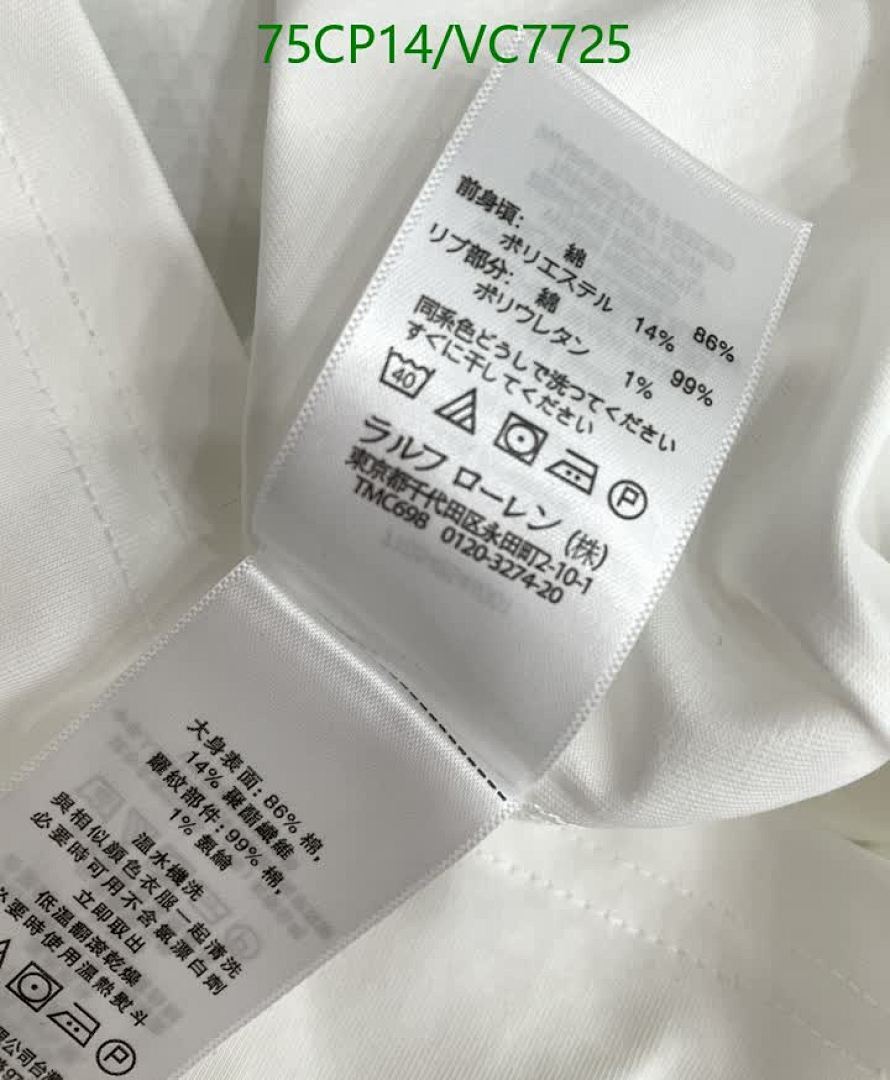 75CP14/VC7725
前身頃:
綿 86%
ポリエステル 14%
リブ部分: 綿 99%
ポリウレタン 1%
同系色どうしで洗ってください
すぐに干してください
40
P
ラルフ ローレン (株)
東京都千代田区永田町2-10-1
TMC698 0120-3274-20
大身表面: 86% 棉,
14% 聚酯纖維
羅紋部件: 99% 棉,
1% 氨綸
溫水機洗
與相似顏色衣服一起清洗
必要時可用不含氯漂白劑
立即取出
低溫翻滾乾燥
必要時使用溫熱熨斗
P
限公司台灣